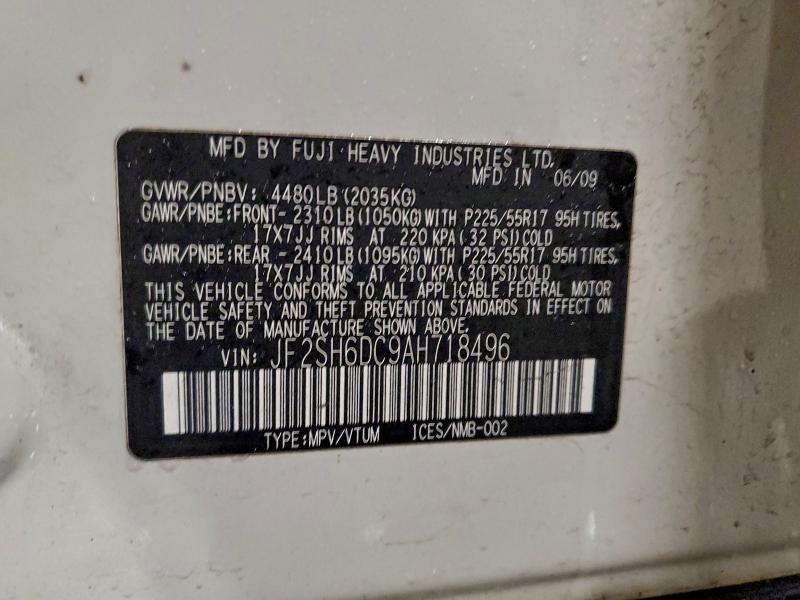 MFD BY FUJI HEAVY INDUSTRIES LTD.
MFD IN 06/09
GVWR/PNBV: 4480LB(2035KG)
GAWR/PNBE:FRONT- 2310LB(1050KG)WITH P225/55R17 95H TIRES,
17X7JJ RIMS AT 220 KPA( 32 PSI)COLD
GAWR/PNBE:REAR - 2410LB(1095KG)WITH P225/55R17 95H TIRES,
17X7JJ RIMS AT 210 KPA( 30 PSI)COLD
THIS VEHICLE CONFORMS TO ALL APPLICABLE FEDERAL MOTOR
VEHICLE SAFETY AND THEFT PREVENTION STANDARDS IN EFFECT ON
THE DATE OF MANUFACTURE SHOWN ABOVE.
VIN: JF2SH6DC9AH718496
TYPE:MPV/VTUM ICES/NMB-002